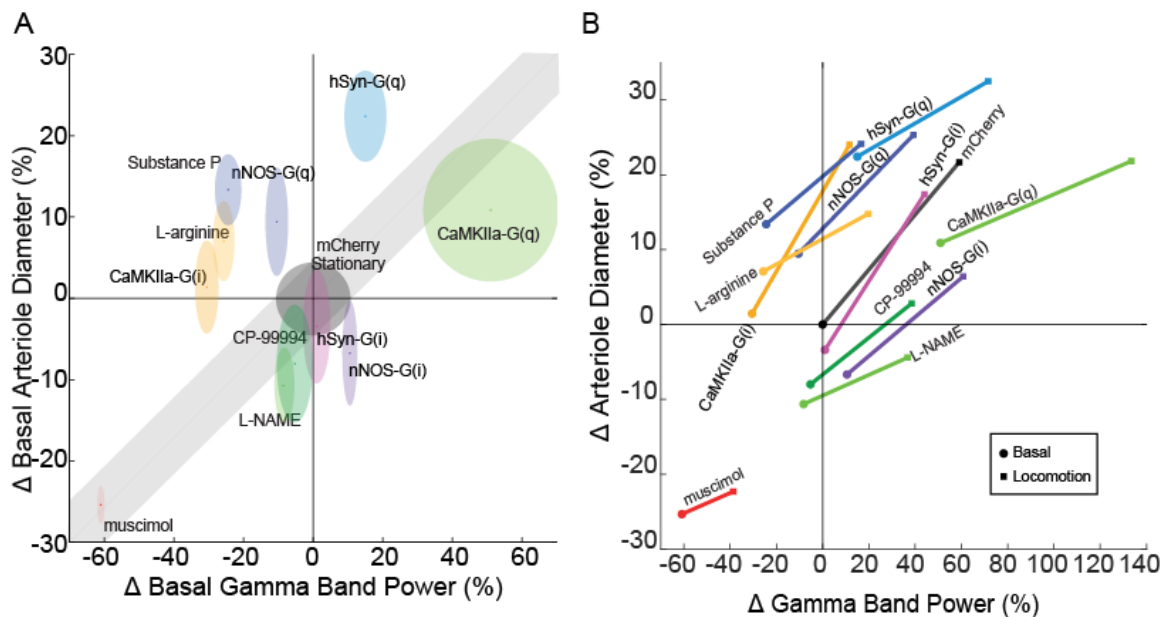 A
Δ Basal Arteriole Diameter (%)
30
20
10
0
-10
-20
-30
hSyn-G(q)
Substance P
nNOS-G(q)
L-arginine
CaMKIIa-G(q)
mCherry
Stationary
CaMKIIa-G(i)
CP-99994
hSyn-G(i)
nNOS-G(i)
L-NAME
muscimol
-60
-40
-20
0
20
40
60
Δ Basal Gamma Band Power (%)
B
Δ Arteriole Diameter (%)
30
20
10
0
-10
-20
-30
hSyn-G(q)
hSyn-G(i)
mCherry
nNOS-G(q)
Substance P
CaMKIIa-G(q)
L-arginine
CP-99994
nNOS-G(i)
CaMKIIa-G(i)
L-NAME
Basal
Locomotion
muscimol
-60
-40
-20
0
20
40
60
80
100
120
140
Δ Gamma Band Power (%)